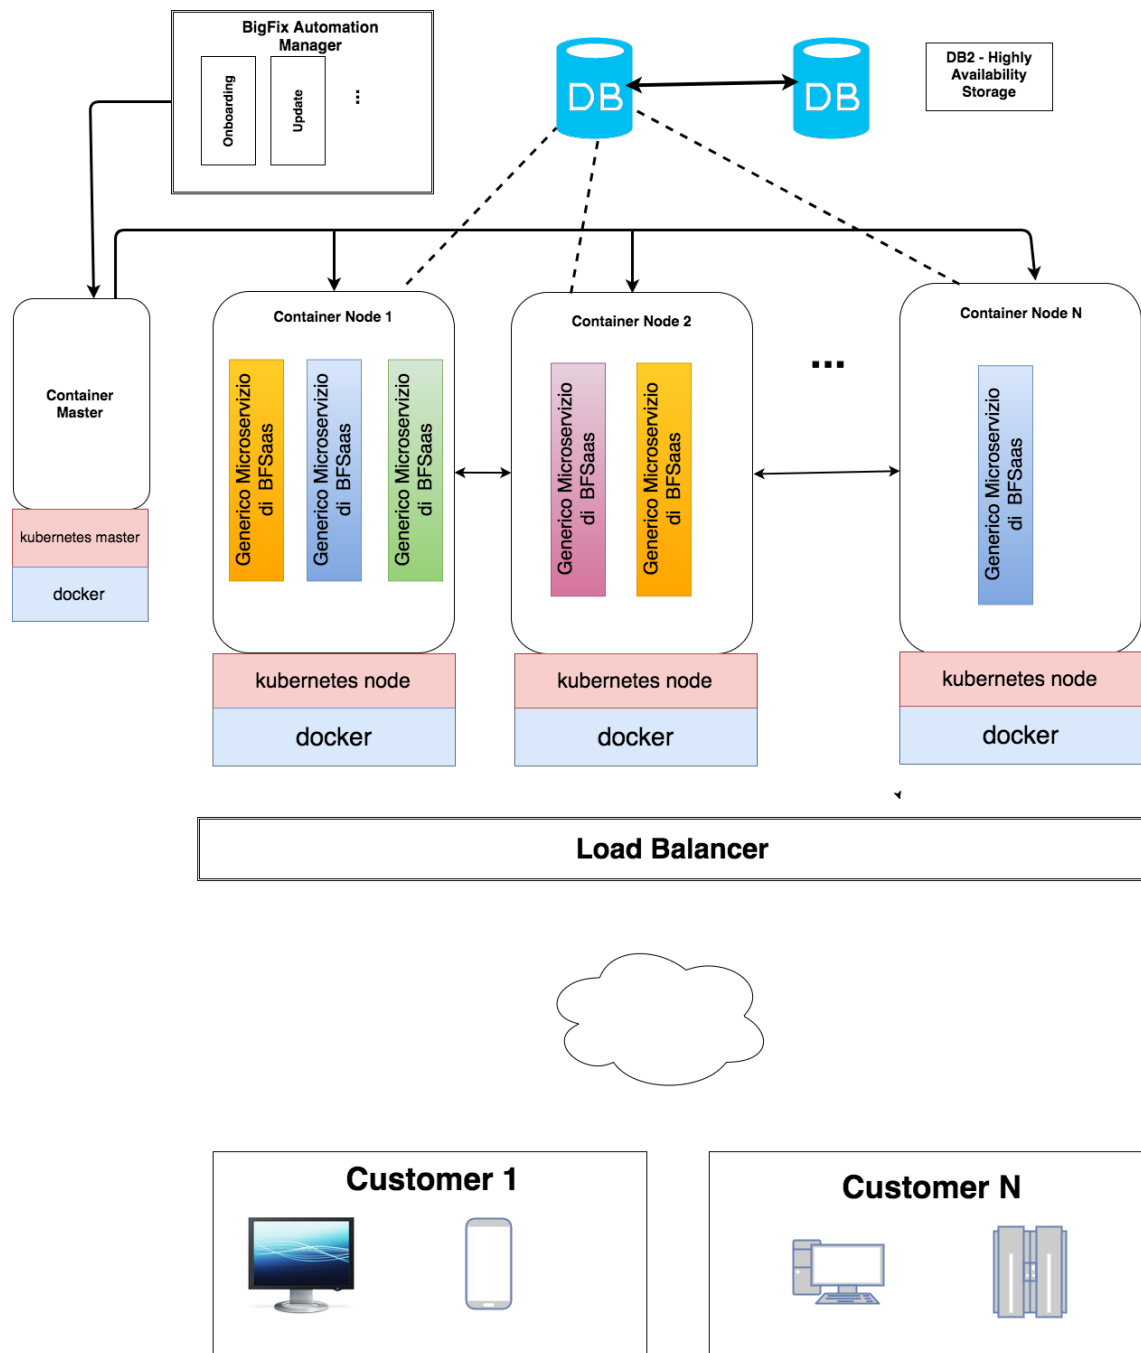 BigFix Automation
Manager
Onboarding
Update
...
DB
DB
DB2 - Highly
Availability
Storage
Container
Master
kubernetes master
docker
Container Node 1
Generico Microservizio
di BFSaas
Generico Microservizio
di BFSaas
Generico Microservizio
di BFSaas
kubernetes node
docker
Container Node 2
Generico Microservizio
di BFSaas
Generico Microservizio
di BFSaas
kubernetes node
docker
...
Container Node N
Generico Microservizio
di BFSaas
kubernetes node
docker
Load Balancer
Customer 1
Customer N